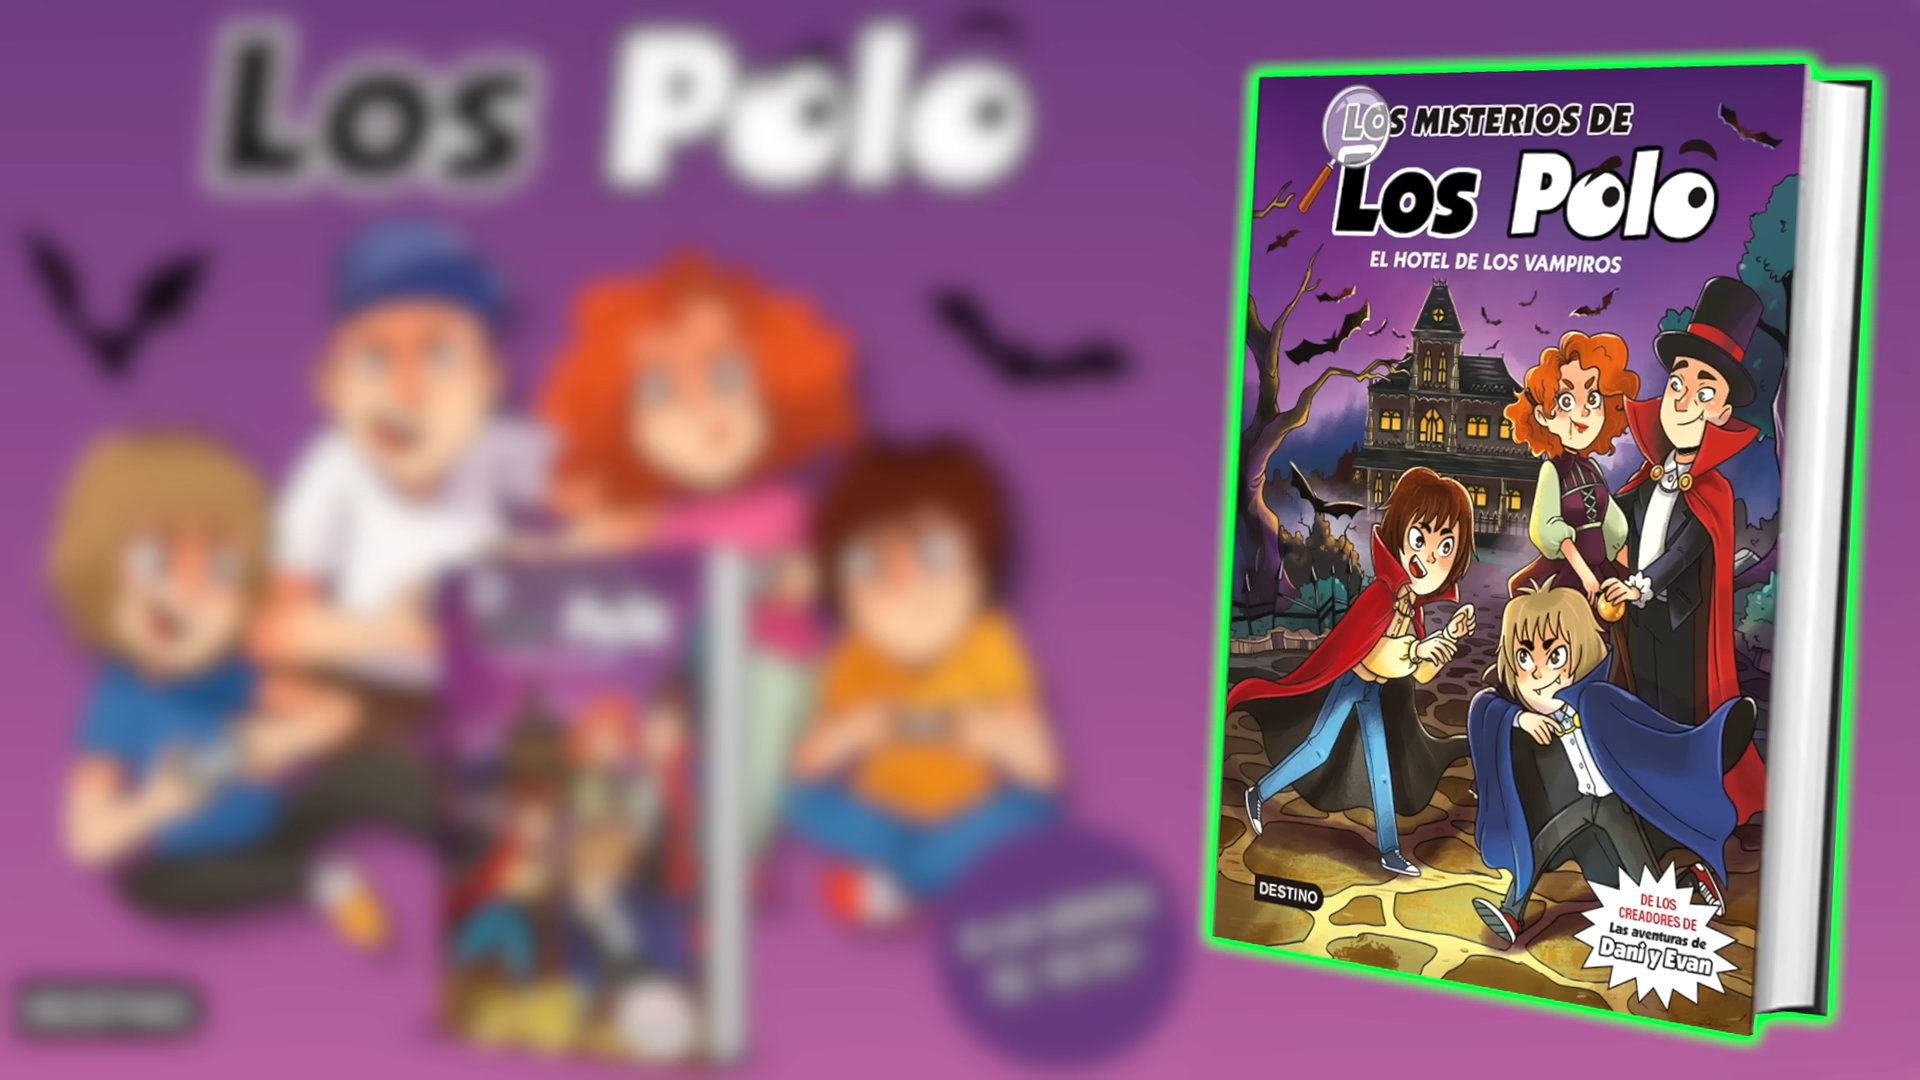 Los Polo
LOS MISTERIOS DE
Los Polo
EL HOTEL DE LOS VAMPIROS
DESTINO
DE LOS
CREADORES DE
Las aventuras de
Dani y Evan